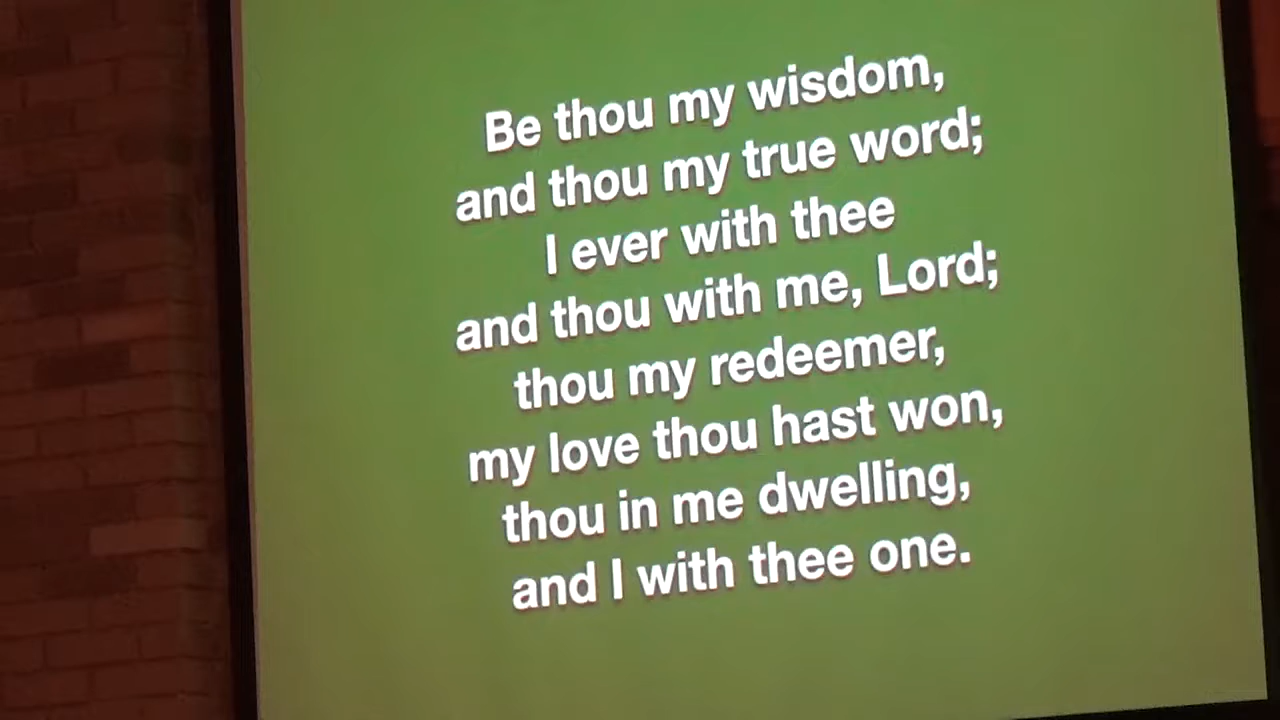 Be thou my wisdom,
and thou my true word;
I ever with thee
and thou with me, Lord;
thou my redeemer,
my love thou hast won,
thou in me dwelling,
and I with thee one.